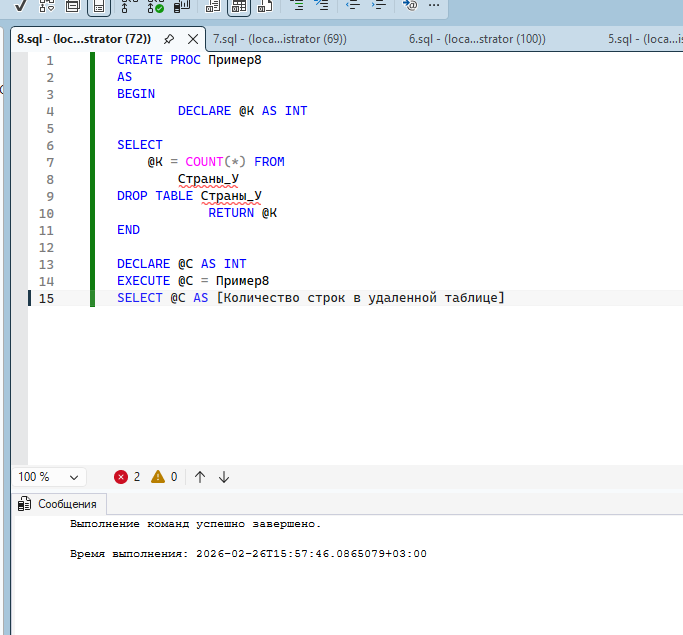 8.sql - (loc...strator (72))
7.sql - (loca...istrator (69))
6.sql - (loca...strator (100))
5.sql - (loca...is
1 CREATE PROC Пример8
2 AS
3 BEGIN
4 DECLARE @К AS INT
5
6 SELECT
7 @К = COUNT(*) FROM
8 Страны_У
9 DROP TABLE Страны_У
10 RETURN @К
11 END
12
13 DECLARE @С AS INT
14 EXECUTE @С = Пример8
15 SELECT @С AS [Количество строк в удаленной таблице]
100 % 2 0
Сообщения
Выполнение команд успешно завершено.
Время выполнения: 2026-02-26T15:57:46.0865079+03:00